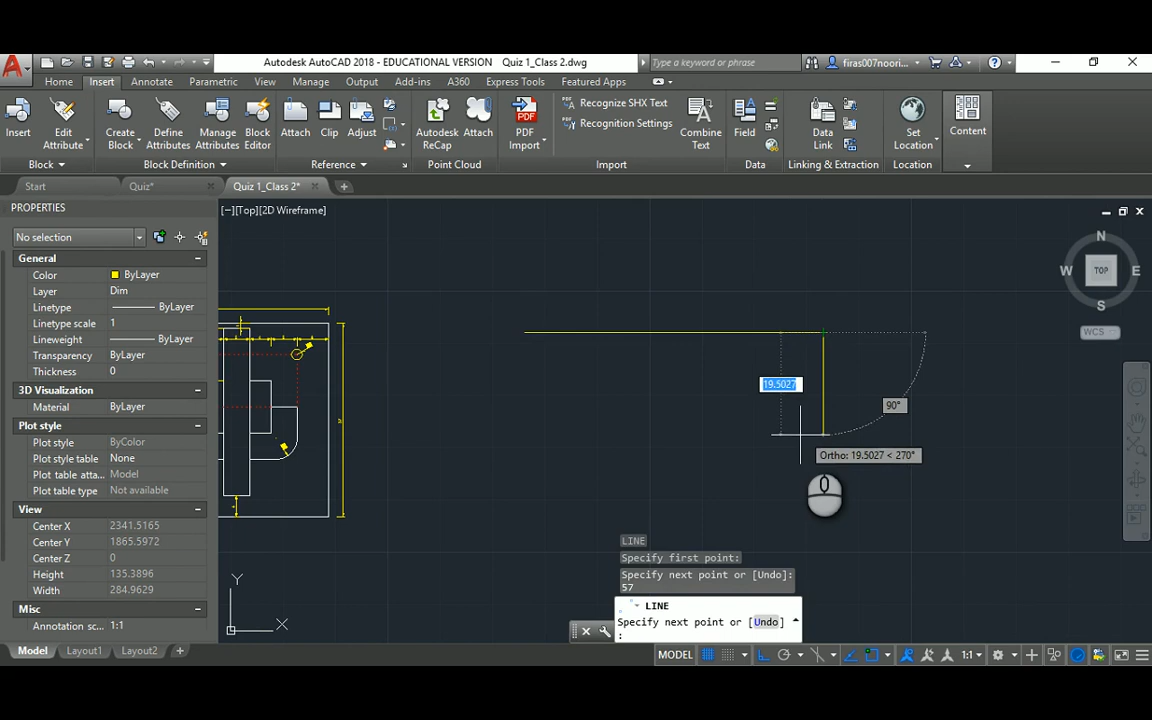 Autodesk AutoCAD 2018 - EDUCATIONAL VERSION Quiz 1_Class 2.dwg
Type a keyword or phrase
firas007noori...
Home Insert Annotate Parametric View Manage Output Add-ins A360 Express Tools Featured Apps
Insert
Edit Attribute
Create Block
Define Attributes
Manage Attributes
Block Editor
Attach
Clip
Adjust
Autodesk ReCap
Attach
PDF Import
Recognize SHX Text
Recognition Settings
Combine Text
Field
Data Link
Set Location
Content
Block
Block Definition
Reference
Point Cloud
Import
Data
Linking & Extraction
Location
Start Quiz* Quiz 1_Class 2*
PROPERTIES
[−][Top][2D Wireframe]
No selection
General
Color ByLayer
Layer Dim
Linetype ByLayer
Linetype scale 1
Lineweight ByLayer
Transparency ByLayer
Thickness 0
3D Visualization
Material ByLayer
Plot style
Plot style ByColor
Plot style table None
Plot table atta... Model
Plot table type Not available
View
Center X 2341.5165
Center Y 1865.5972
Center Z 0
Height 135.3896
Width 284.9629
Misc
Annotation sc... 1:1
N
W TOP E
S
WCS
19.5027
90°
Ortho: 19.5027 < 270°
Y
X
LINE
Specify first point:
Specify next point or [Undo]:
57
LINE
Specify next point or [Undo]
:
Model Layout1 Layout2
MODEL
1:1